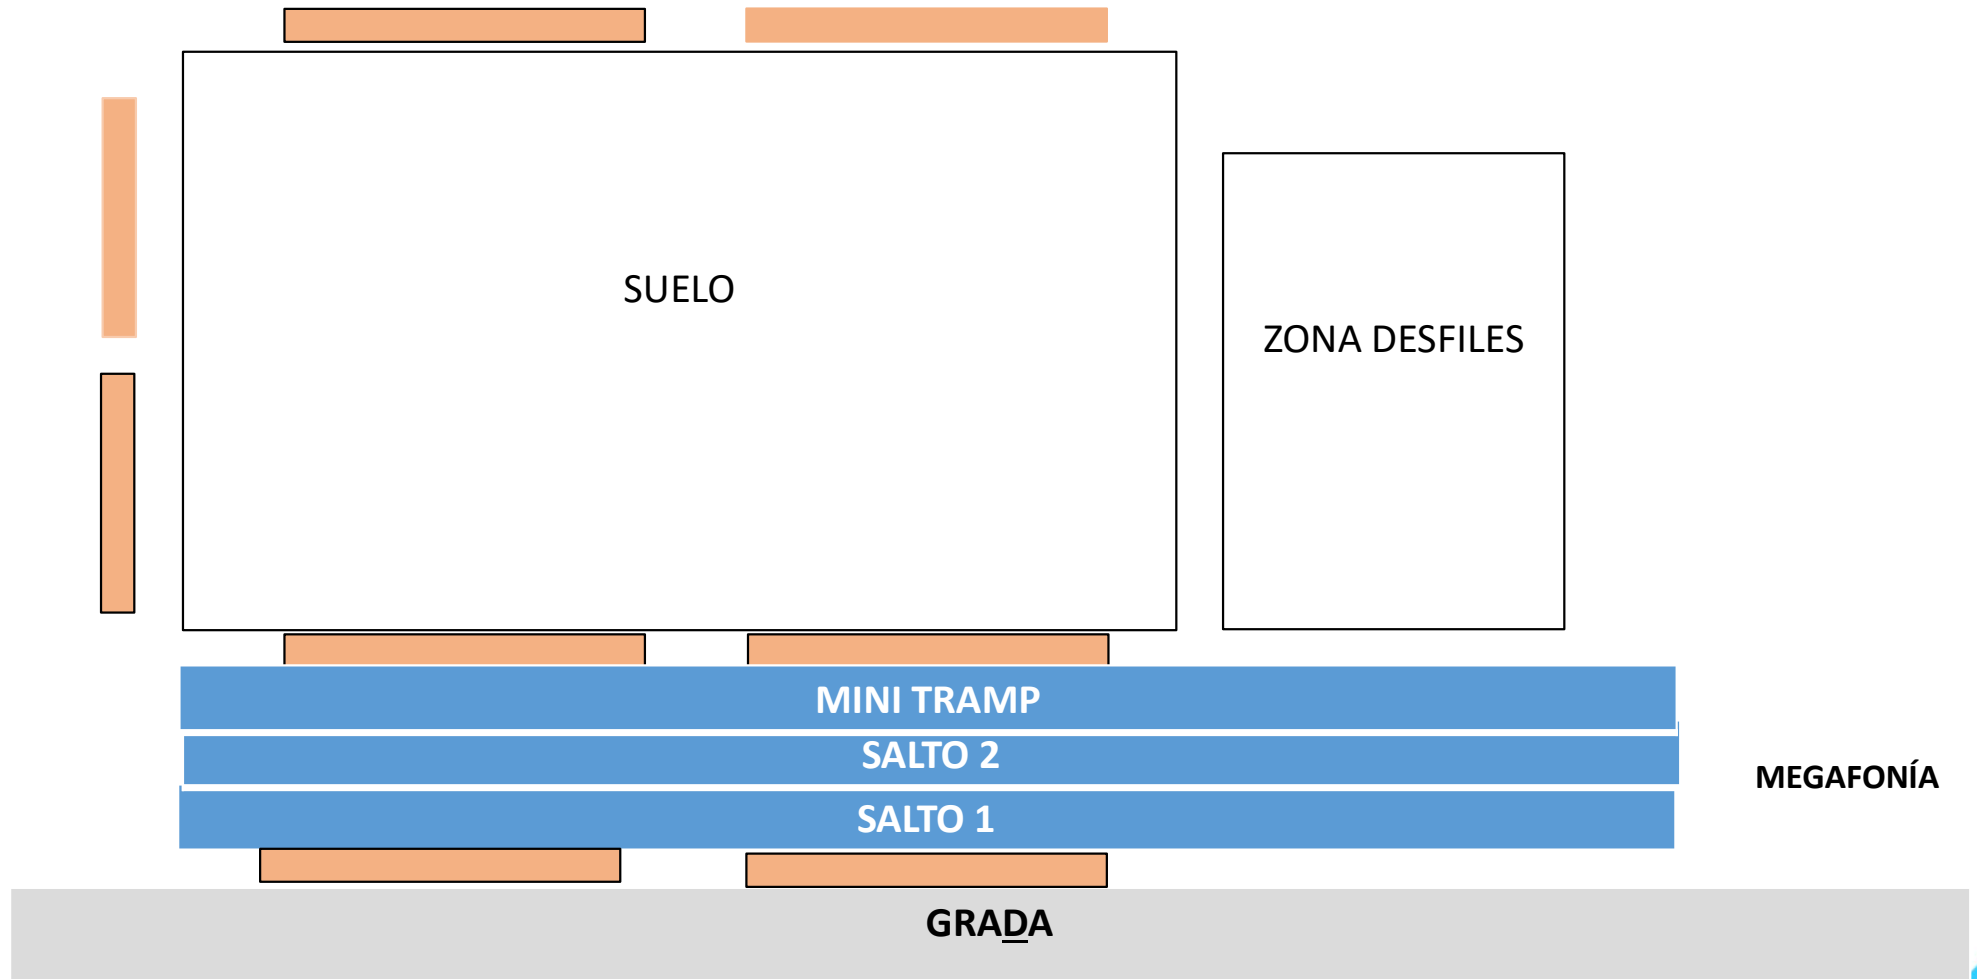 SUELO
ZONA DESFILES
MINI TRAMP
SALTO 2
MEGAFONÍA
SALTO 1
GRADA